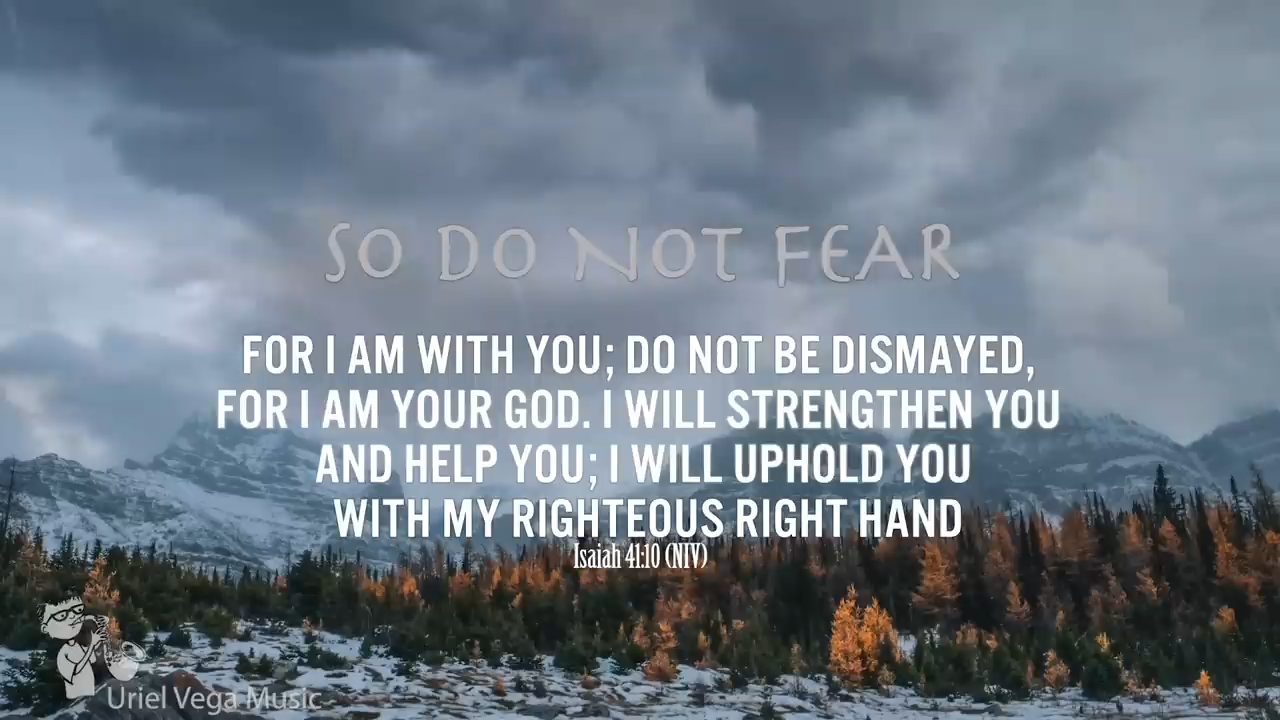 SO DO NOT FEAR
FOR I AM WITH YOU; DO NOT BE DISMAYED,
FOR I AM YOUR GOD. I WILL STRENGTHEN YOU
AND HELP YOU; I WILL UPHOLD YOU
WITH MY RIGHTEOUS RIGHT HAND
Isaiah 41:10 (NIV)
Uriel Vega Music